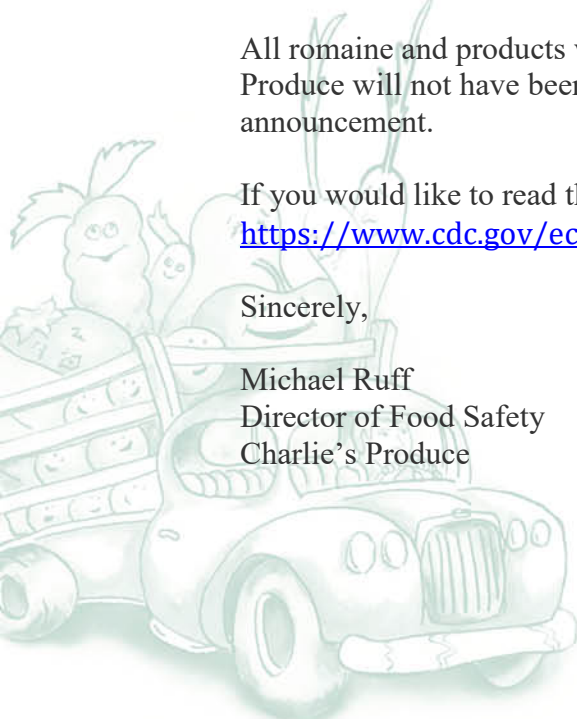 All romaine and products
Produce will not have been
announcement.
If you would like to read
https://www.cdc.gov/ec
Sincerely,
Michael Ruff
Director of Food Safety
Charlie’s Produce